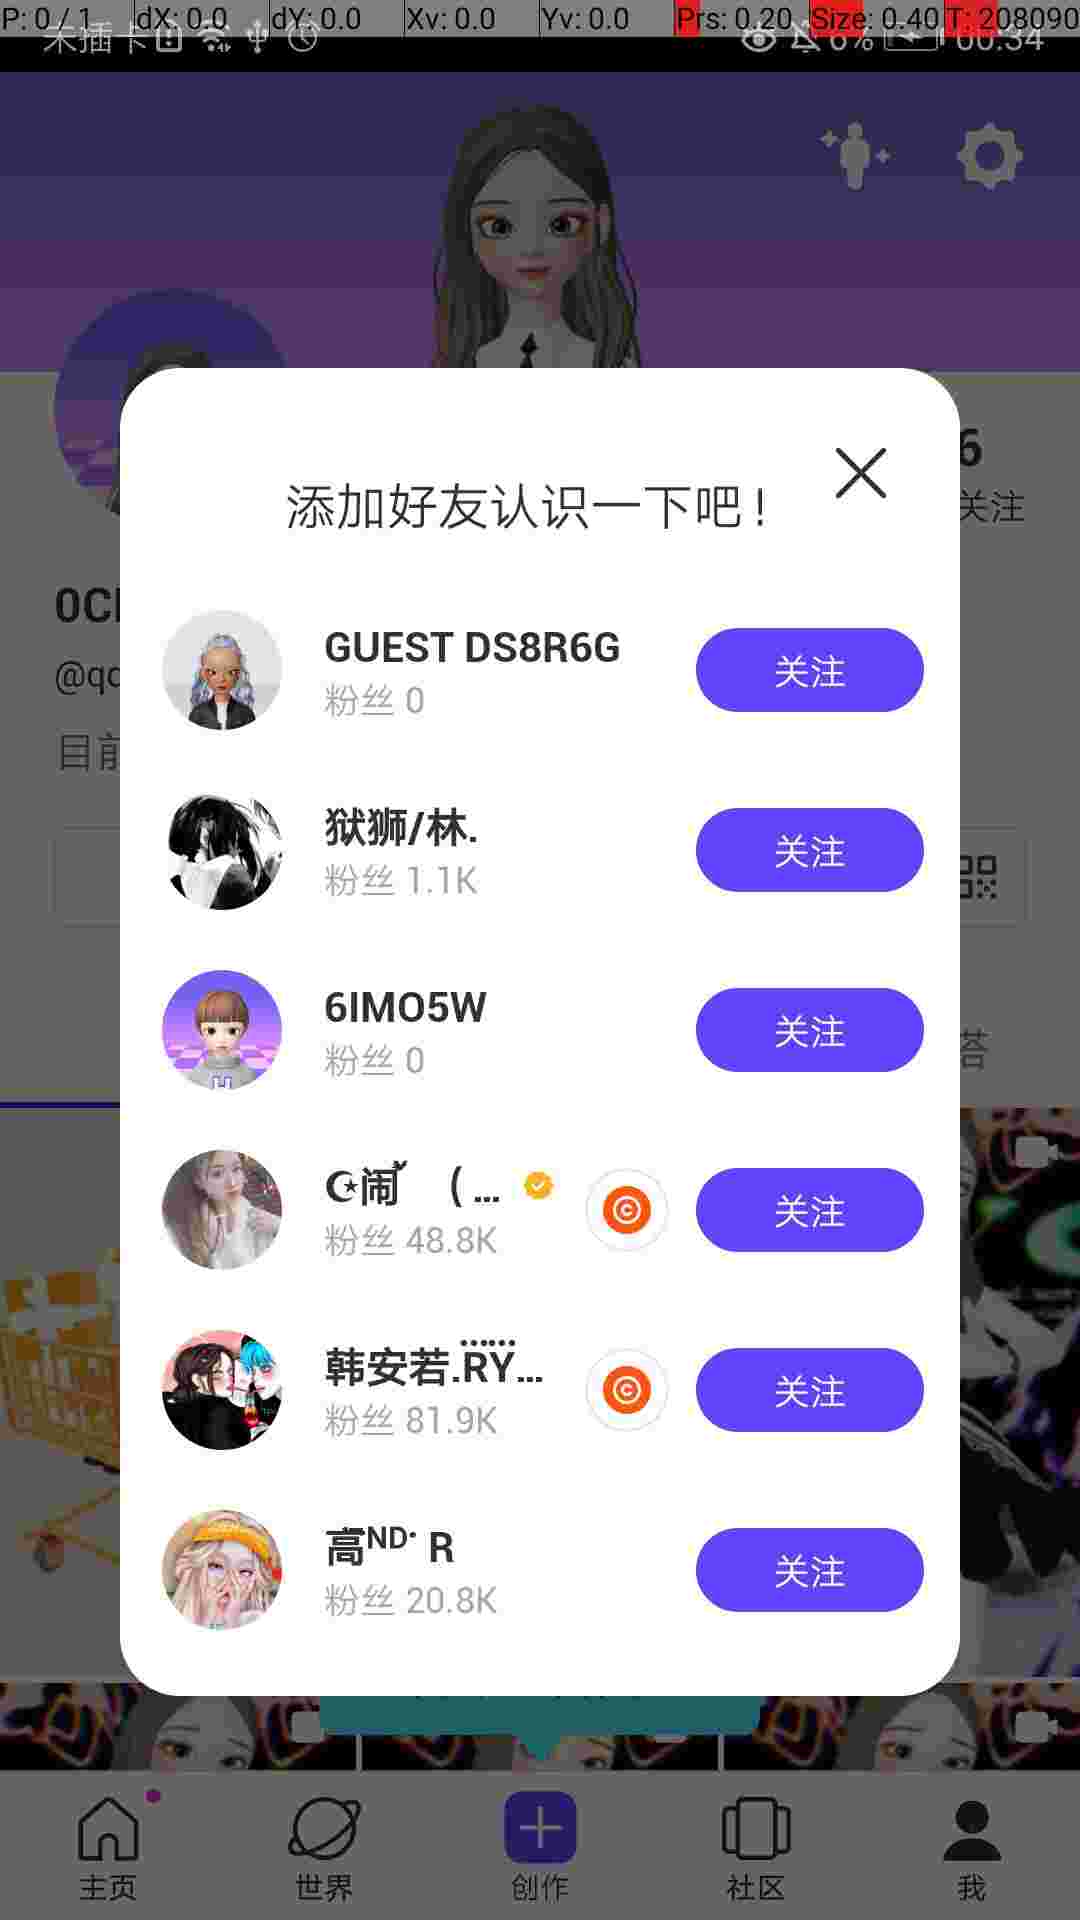 P: 0 / 1 dX: 0.0 dY: 0.0 Xv: 0.0 Yv: 0.0 Prs: 0.20 Size: 0.40 T: 208090
未插卡 6% 00:34
6
关注
添加好友认识一下吧！
@qc
目前
GUEST DS8R6G
粉丝 0
关注
狱狮/林.
粉丝 1.1K
关注
6IMO5W
粉丝 0
关注
☪闹 ( ...
粉丝 48.8K
关注
韩安若.RY...
粉丝 81.9K
关注
高ᴺᴰ· R
粉丝 20.8K
关注
答
主页 世界 创作 社区 我